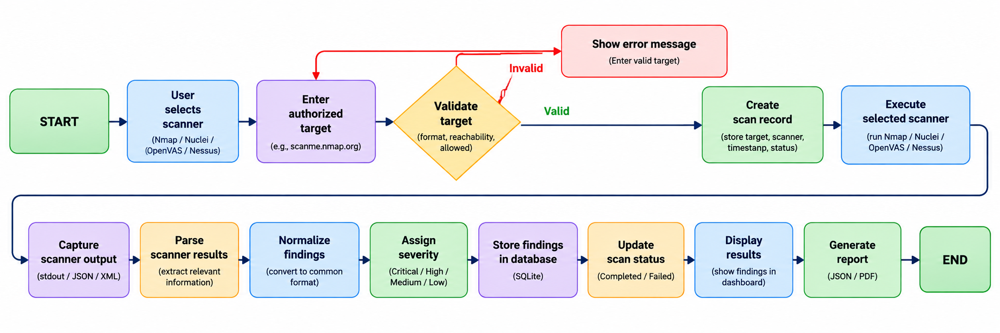 Show error message
(Enter valid target)
Invalid
START
User
selects
scanner
(Nmap / Nuclei /
(OpenVAS / Nessus)
Enter
authorized
target
(e.g., scanme.nmap.org)
Validate
target
(format, reachability,
allowed)
Valid
Create
scan record
(store target, scanner,
timestanp, status)
Execute
selected scanner
(run Nmap / Nuclei /
OpenVAS / Nessus)
Capture
scanner output
(stdout / JSON / XML)
Parse
scanner results
(extract relevant
information)
Normalize
findings
(convert to common
format)
Assign
severity
(Critical / High /
Medium / Low)
Store findings
in database
(SQLite)
Update
scan status
(Completed / Failed)
Display
results
(show findings in
dashboard)
Generate
report
(JSON / PDF)
END